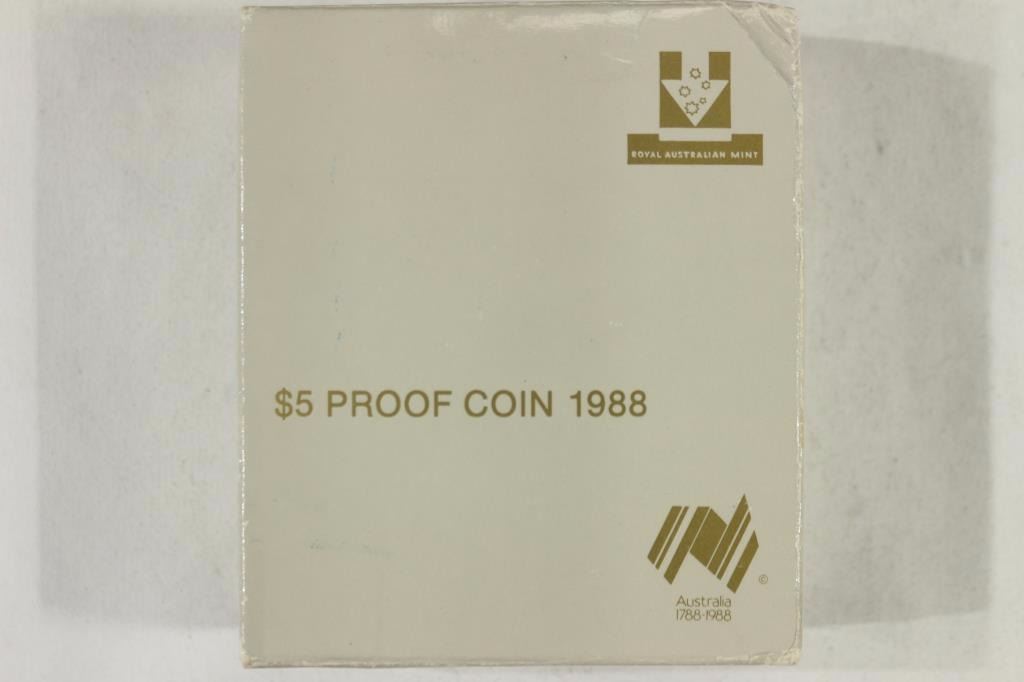 ROYAL AUSTRALIAN MINT
$5 PROOF COIN 1988
©
Australia
1788-1988